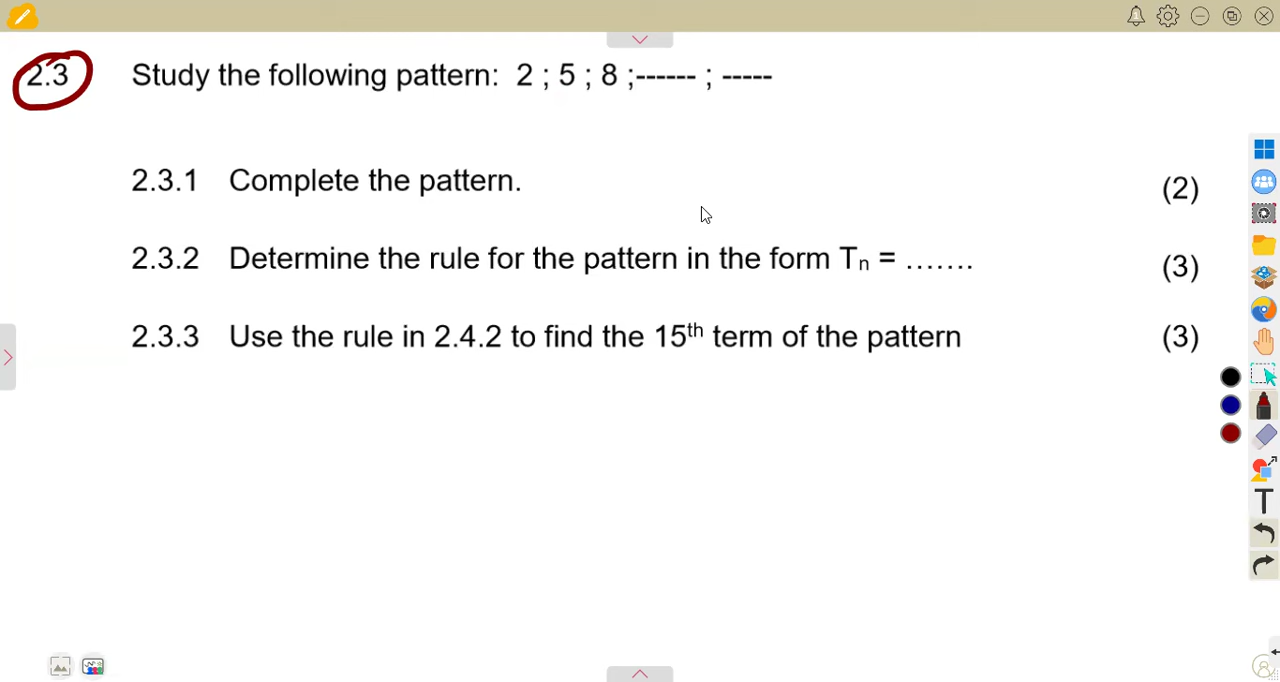 2.3 Study the following pattern: 2 ; 5 ; 8 ;------ ; -----
2.3.1 Complete the pattern. (2)
2.3.2 Determine the rule for the pattern in the form Tₙ = ....... (3)
2.3.3 Use the rule in 2.4.2 to find the 15ᵗʰ term of the pattern (3)
T